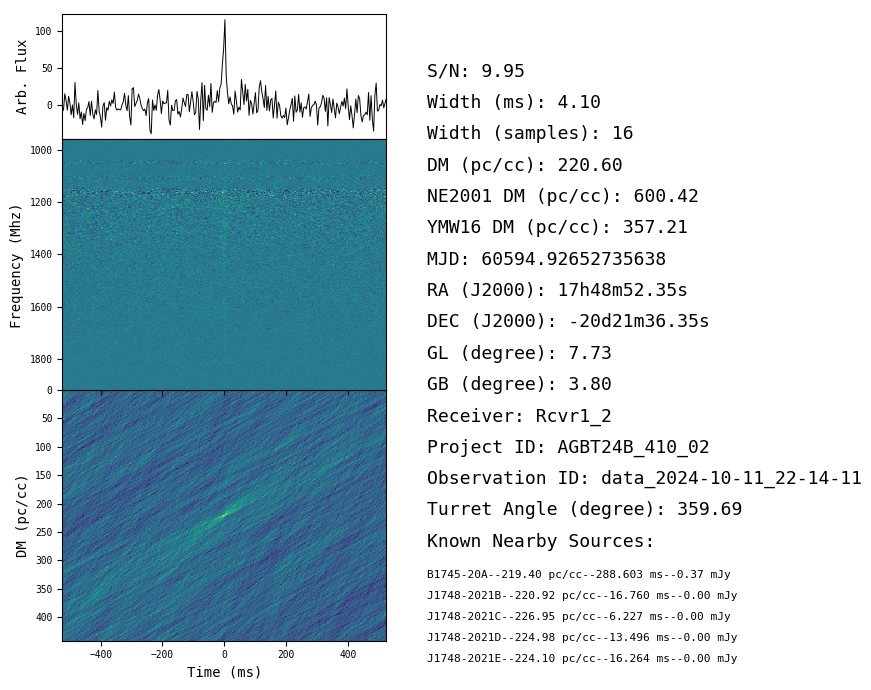 100
50
0
Arb. Flux
1000
1200
1400
1600
1800
Frequency (Mhz)
0
50
100
150
200
250
300
350
400
DM (pc/cc)
−400
−200
0
200
400
Time (ms)
S/N: 9.95
Width (ms): 4.10
Width (samples): 16
DM (pc/cc): 220.60
NE2001 DM (pc/cc): 600.42
YMW16 DM (pc/cc): 357.21
MJD: 60594.92652735638
RA (J2000): 17h48m52.35s
DEC (J2000): -20d21m36.35s
GL (degree): 7.73
GB (degree): 3.80
Receiver: Rcvr1_2
Project ID: AGBT24B_410_02
Observation ID: data_2024-10-11_22-14-11
Turret Angle (degree): 359.69
Known Nearby Sources:
B1745-20A--219.40 pc/cc--288.603 ms--0.37 mJy
J1748-2021B--220.92 pc/cc--16.760 ms--0.00 mJy
J1748-2021C--226.95 pc/cc--6.227 ms--0.00 mJy
J1748-2021D--224.98 pc/cc--13.496 ms--0.00 mJy
J1748-2021E--224.10 pc/cc--16.264 ms--0.00 mJy